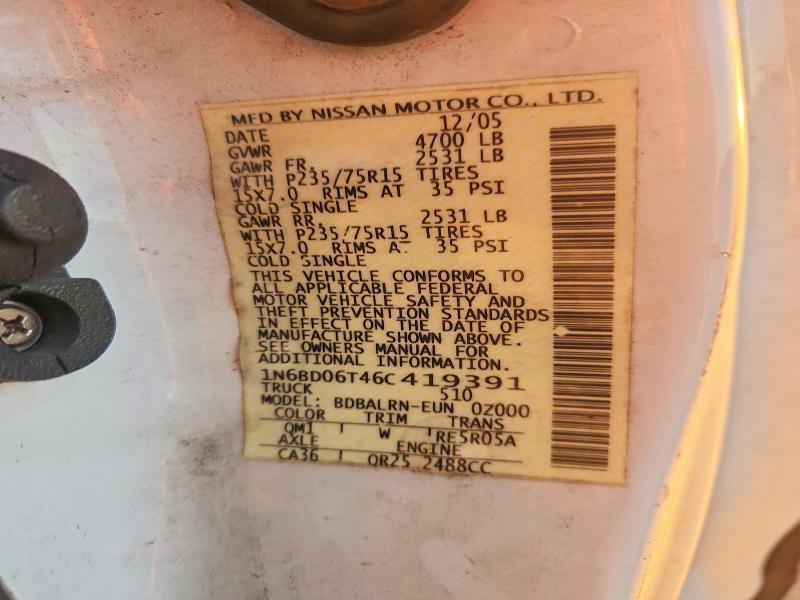 MFD BY NISSAN MOTOR CO., LTD.
DATE 12/05
GVWR 4700 LB
GAWR FR. 2531 LB
WITH P235/75R15 TIRES
15X7.0 RIMS AT 35 PSI
COLD SINGLE
GAWR RR. 2531 LB
WITH P235/75R15 TIRES
15X7.0 RIMS A. 35 PSI
COLD SINGLE
THIS VEHICLE CONFORMS TO
ALL APPLICABLE FEDERAL
MOTOR VEHICLE SAFETY AND
THEFT PREVENTION STANDARDS
IN EFFECT ON THE DATE OF
MANUFACTURE SHOWN ABOVE.
SEE OWNERS MANUAL FOR
ADDITIONAL INFORMATION.
1N6BD06T46C419391
TRUCK 510
MODEL: BDBALRN-EUN 0Z000
COLOR TRIM TRANS
QM1 W RE5R05A
AXLE ENGINE
CA36 QR25 2488CC